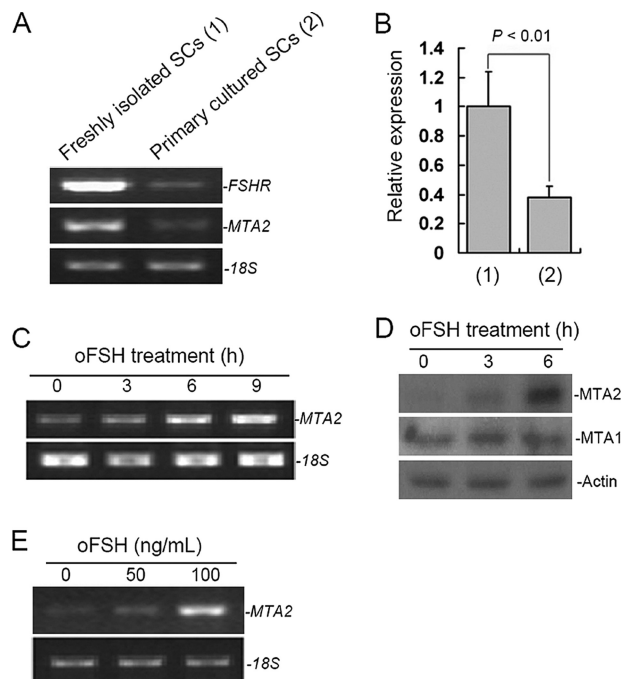 A
Freshly isolated SCs (1)
Primary cultured SCs (2)
-FSHR
-MTA2
-18S
B
P < 0.01
Relative expression
1.4
1.2
1
0.8
0.6
0.4
0.2
0
(1) (2)
C
oFSH treatment (h)
0 3 6 9
-MTA2
-18S
D
oFSH treatment (h)
0 3 6
-MTA2
-MTA1
-Actin
E
oFSH (ng/mL)
0 50 100
-MTA2
-18S